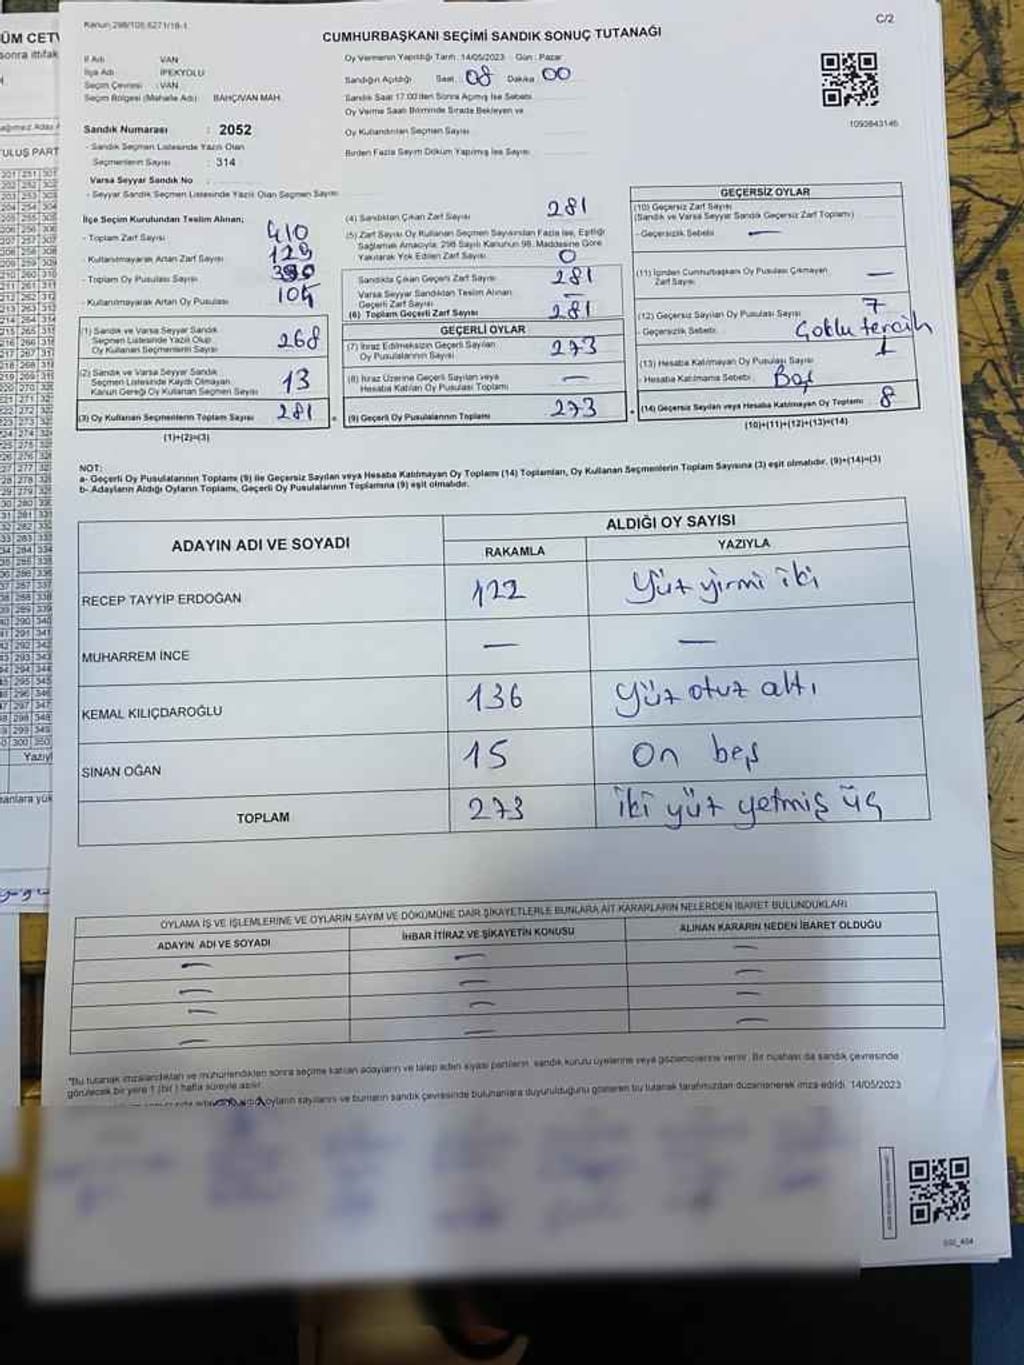 Kanun 298/105 6271/18-1
C/2
CUMHURBAŞKANI SEÇİMİ SANDIK SONUÇ TUTANAĞI
İl Adı VAN
İlçe Adı İPEKYOLU
Seçim Çevresi : VAN
Seçim Bölgesi (Mahalle Adı) BAHÇIVAN MAH.
Oy Vermenin Yapıldığı Tarih : 14/05/2023 Gün : Pazar
Sandığın Açıldığı Saat : 08 Dakika 00
Sandık Saat 17:00'den Sonra Açılmış İse Sebebi
Oy Verme Saati Bitiminde Sırada Bekleyen ve
Oy Kullandırılan Seçmen Sayısı
Birden Fazla Sayım Döküm Yapılmış İse Sayısı
1093843146
Sandık Numarası : 2052
- Sandık Seçmen Listesinde Yazılı Olan
Seçmenlerin Sayısı : 314
Varsa Seyyar Sandık No
- Seyyar Sandık Seçmen Listesinde Yazılı Olan Seçmen Sayısı
İlçe Seçim Kurulundan Teslim Alınan;
- Toplam Zarf Sayısı 410
- Kullanılmayarak Artan Zarf Sayısı 129
- Toplam Oy Pusulası Sayısı
- Kullanılmayarak Artan Oy Pusulası
(1) Sandık ve Varsa Seyyar Sandık
Seçmen Listesinde Yazılı Olup
Oy Kullanan Seçmenlerin Sayısı 268
(2) Sandık ve Varsa Seyyar Sandık
Seçmen Listesinde Kaydı Olmayan
Kanun Gereği Oy Kullanan Seçmen Sayısı 13
(3) Oy Kullanan Seçmenlerin Toplam Sayısı 281
(1)+(2)=(3)
(4) Sandıktan Çıkan Zarf Sayısı 281
(5) Zarf Sayısı Oy Kullanan Seçmen Sayısından Fazla İse, Eşitliği
Sağlamak Amacıyla; 298 Sayılı Kanunun 98. Maddesine Göre
Yakılarak Yok Edilen Zarf Sayısı 0
Sandıkta Çıkan Geçerli Zarf Sayısı 281
Varsa Seyyar Sandıktan Teslim Alınan
Geçerli Zarf Sayısı —
(6) Toplam Geçerli Zarf Sayısı 281
GEÇERLİ OYLAR
(7) İtiraz Edilmeksizin Geçerli Sayılan
Oy Pusulalarının Sayısı 273
(8) İtiraz Üzerine Geçerli Sayılan veya
Hesaba Katılan Oy Pusulası Toplamı —
(9) Geçerli Oy Pusulalarının Toplamı 273
GEÇERSİZ OYLAR
(10) Geçersiz Zarf Sayısı
(Sandık ve Varsa Seyyar Sandık Geçersiz Zarf Toplamı)
- Geçersizlik Sebebi —
(11) İçinden Cumhurbaşkanı Oy Pusulası Çıkmayan
Zarf Sayısı —
(12) Geçersiz Sayılan Oy Pusulası Sayısı 7
- Geçersizlik Sebebi : Çoklu tercih
(13) Hesaba Katılmayan Oy Pusulası Sayısı 1
- Hesaba Katılmama Sebebi : Boş
(14) Geçersiz Sayılan veya Hesaba Katılmayan Oy Toplamı 8
(10)+(11)+(12)+(13)=(14)
NOT:
a- Geçerli Oy Pusulalarının Toplamı (9) ile Geçersiz Sayılan veya Hesaba Katılmayan Oy Toplamı (14) Toplamları, Oy Kullanan Seçmenlerin Toplam Sayısına (3) eşit olmalıdır. (9)+(14)=(3)
b- Adayların Aldığı Oyların Toplamı, Geçerli Oy Pusulalarının Toplamına (9) eşit olmalıdır.
ADAYIN ADI VE SOYADI
ALDIĞI OY SAYISI
RAKAMLA YAZIYLA
RECEP TAYYİP ERDOĞAN 122 Yüz yirmi iki
MUHARREM İNCE — —
KEMAL KILIÇDAROĞLU 136 Yüz otuz altı
SİNAN OĞAN 15 On beş
TOPLAM 273 iki yüz yetmiş üç
OYLAMA İŞ VE İŞLEMLERİNE VE OYLARIN SAYIM VE DÖKÜMÜNE DAİR ŞİKAYETLERLE BUNLARA AİT KARARLARIN NELERDEN İBARET BULUNDUKLARI
ADAYIN ADI VE SOYADI İHBAR İTİRAZ VE ŞİKAYETİN KONUSU ALINAN KARARIN NEDEN İBARET OLDUĞU
— — —
— — —
— — —
— — —
"Bu tutanak imzalandıktan ve mühürlendikten sonra seçime katılan adayların ve talep eden siyasi partilerin, sandık kurulu üyelerine veya gözlemcilerine verilir. Bir nüshası da sandık çevresinde
görülecek bir yere 1 (bir) hafta süreyle asılır.
oyların sayılarını ve bunların sandık çevresinde bulunanlara duyurulduğunu gösteren bu tutanak tarafımızdan düzenlenerek imza edildi. 14/05/2023